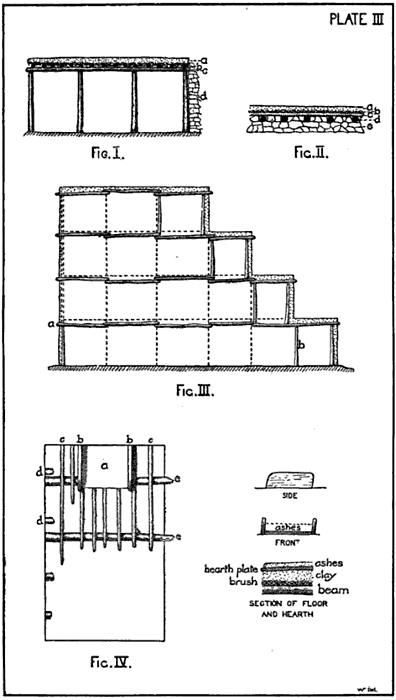 PLATE III
a
b
c
d
FIG. I.
a
b
c
d
e
FIG. II.
a
b
FIG. III.
c b b c
a
d e
d e
FIG. IV.
SIDE
ashes
FRONT
hearth plate ashes
clay
brush
beam
SECTION OF FLOOR
AND HEARTH